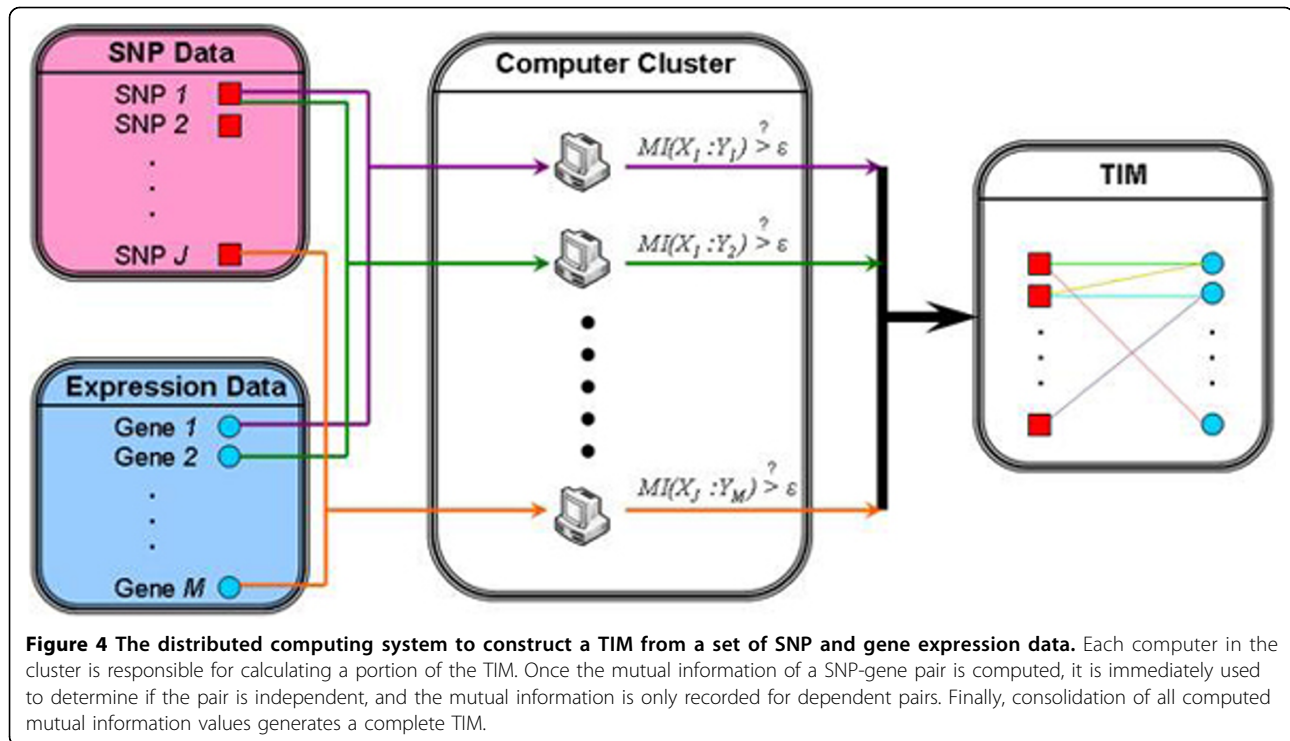 SNP Data
SNP 1
SNP 2
.
.
.
SNP J
Expression Data
Gene 1
Gene 2
.
.
.
Gene M
Computer Cluster
MI(X₁ :Y₁) >? ε
MI(X₁ :Y₂) >? ε
MI(X_J :Y_M) >? ε
TIM
Figure 4 The distributed computing system to construct a TIM from a set of SNP and gene expression data. Each computer in the
cluster is responsible for calculating a portion of the TIM. Once the mutual information of a SNP-gene pair is computed, it is immediately used
to determine if the pair is independent, and the mutual information is only recorded for dependent pairs. Finally, consolidation of all computed
mutual information values generates a complete TIM.